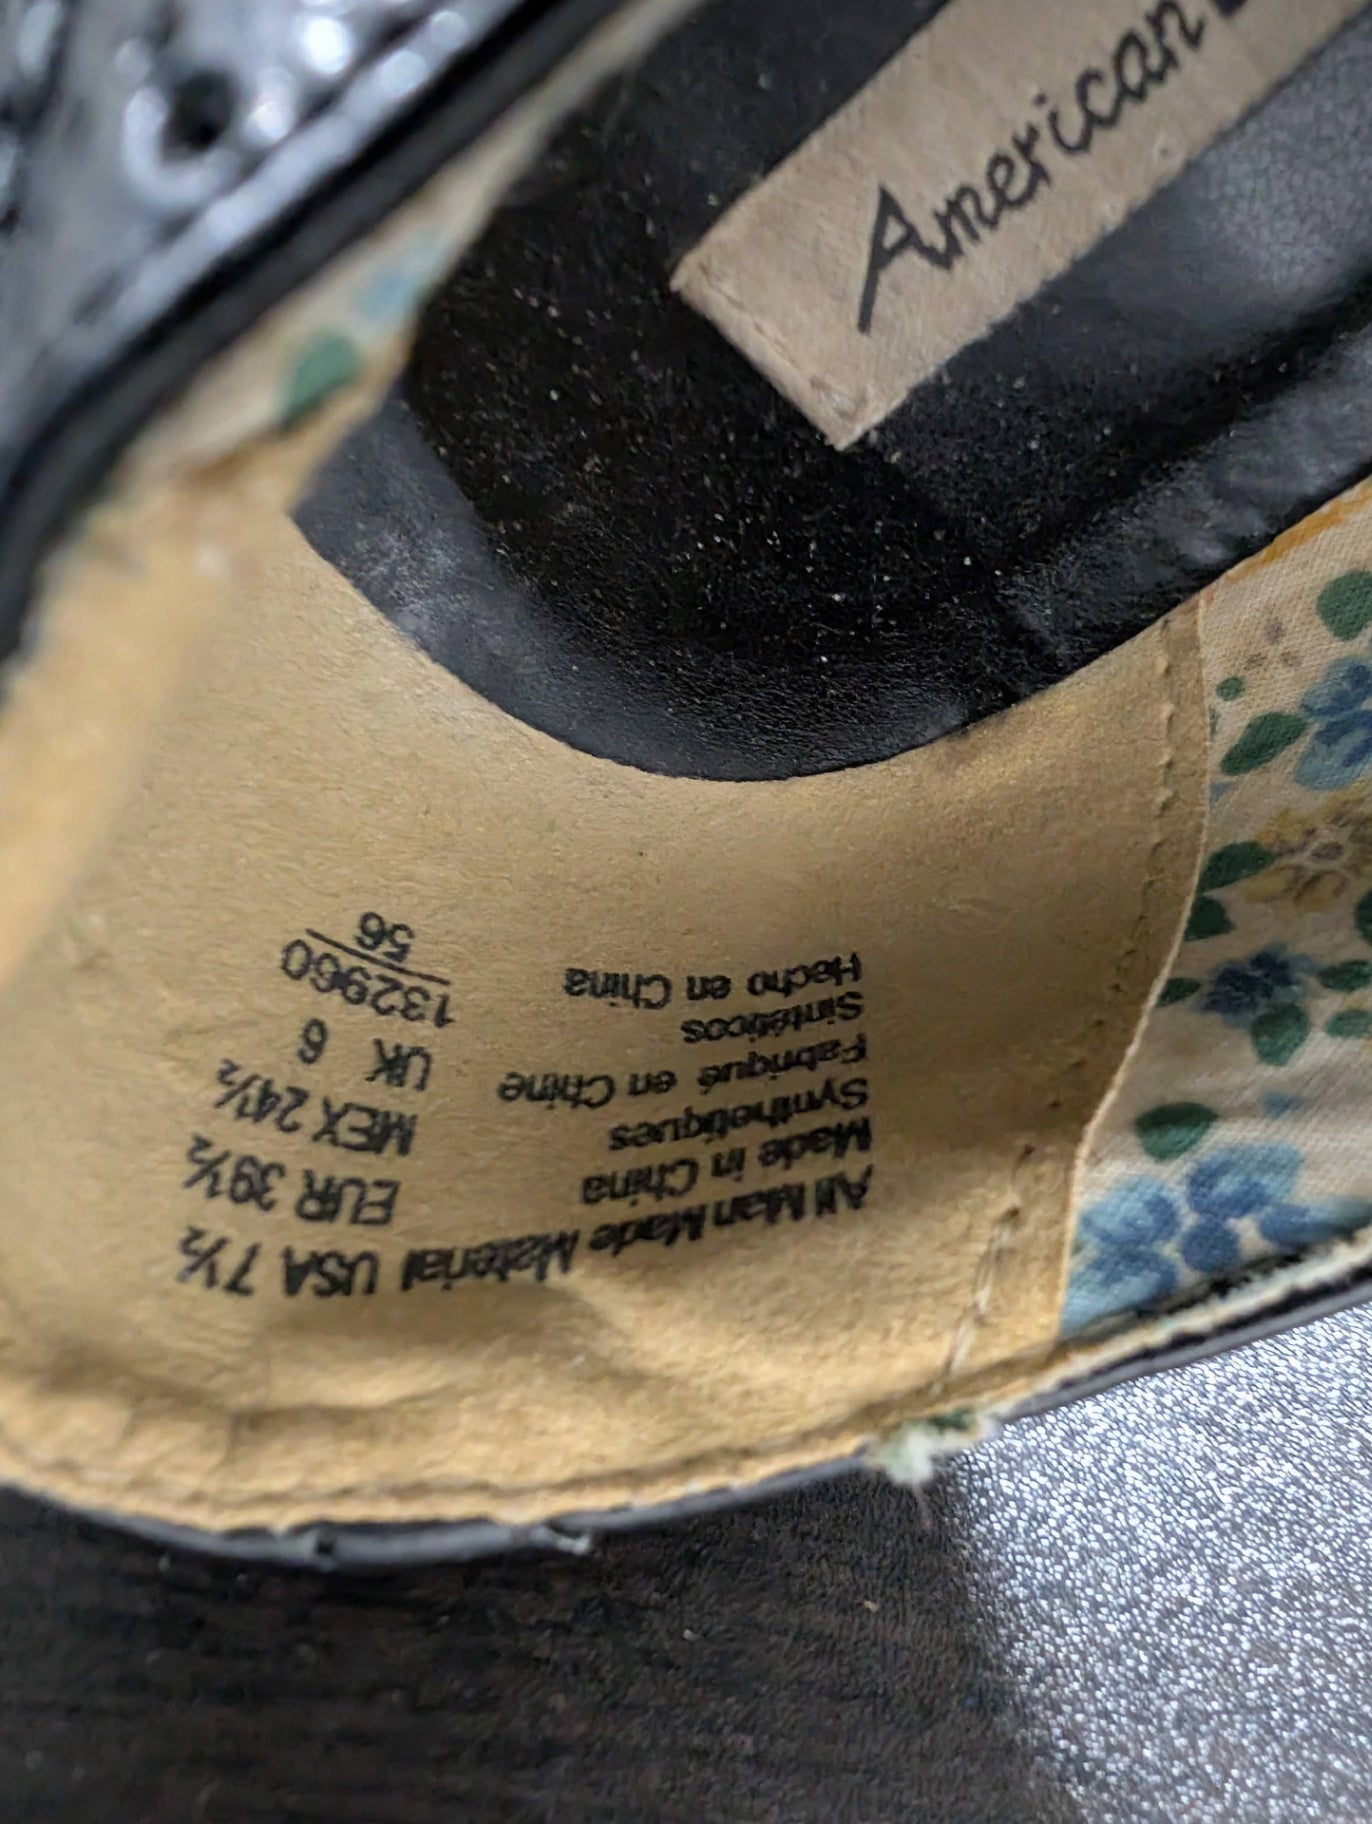 American
All Man Made Material USA 7½
Made in China EUR 39½
Synthetiques MEX 24½
Fabriqué en Chine UK 6
Sintéticos 132960
Hecho en China 56